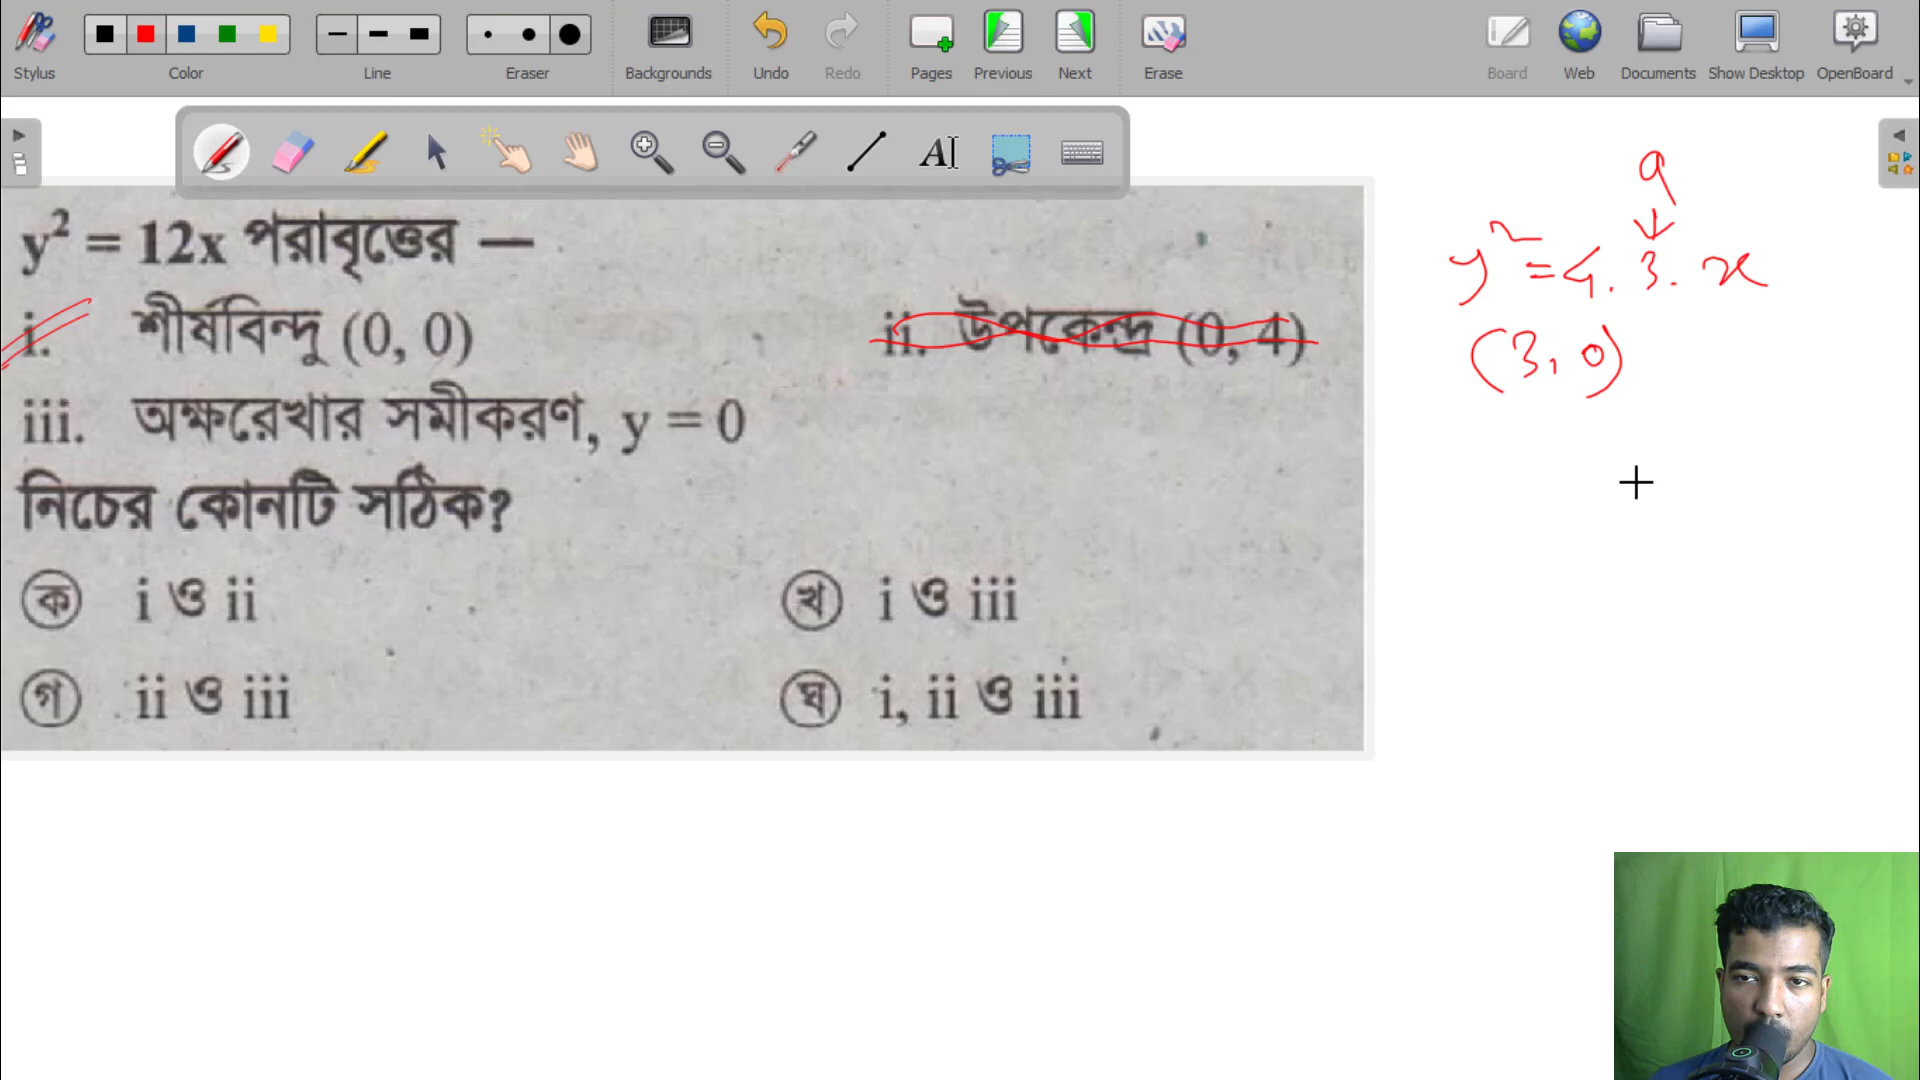 Stylus Color Line Eraser Backgrounds Undo Redo Pages Previous Next Erase Board Web Documents Show Desktop OpenBoard
y² = 12x পরাবৃত্তের —
i. শীর্ষবিন্দু (0, 0) ii. উপকেন্দ্র (0, 4)
iii. অক্ষরেখার সমীকরণ, y = 0
নিচের কোনটি সঠিক?
ক i ও ii খ i ও iii
গ ii ও iii ঘ i, ii ও iii
a
y² = 4. 3. x
(3, 0)